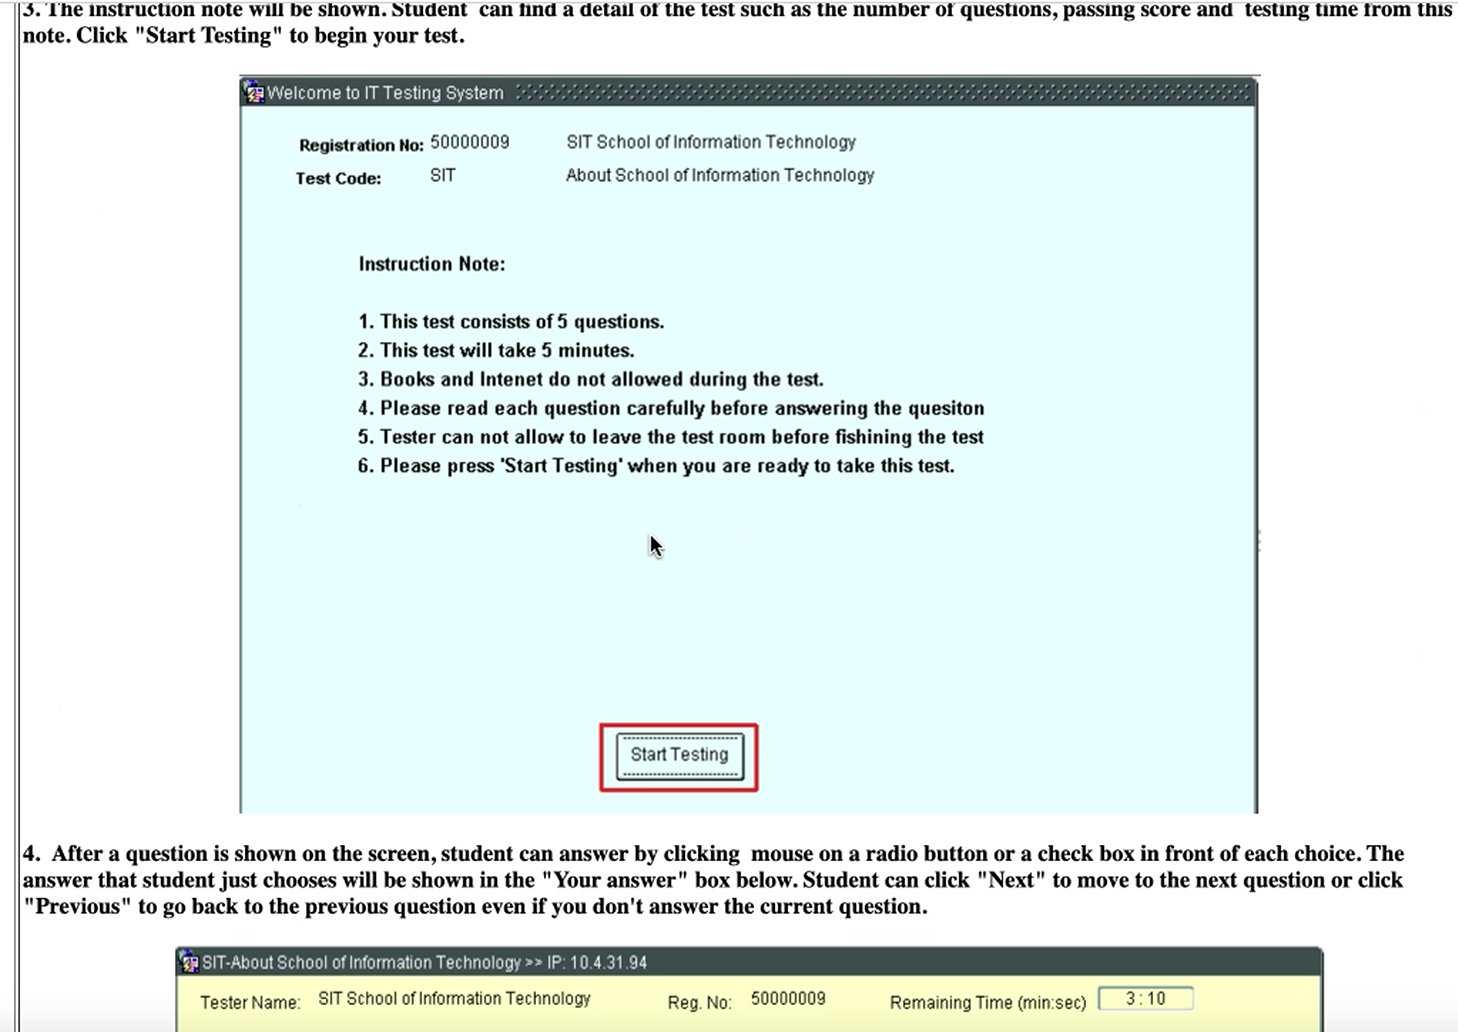 3. The instruction note will be shown. Student can find a detail of the test such as the number of questions, passing score and testing time from this
note. Click "Start Testing" to begin your test.
Welcome to IT Testing System
Registration No: 50000009 SIT School of Information Technology
Test Code: SIT About School of Information Technology
Instruction Note:
1. This test consists of 5 questions.
2. This test will take 5 minutes.
3. Books and Intenet do not allowed during the test.
4. Please read each question carefully before answering the quesiton
5. Tester can not allow to leave the test room before fishining the test
6. Please press 'Start Testing' when you are ready to take this test.
Start Testing
4. After a question is shown on the screen, student can answer by clicking mouse on a radio button or a check box in front of each choice. The
answer that student just chooses will be shown in the "Your answer" box below. Student can click "Next" to move to the next question or click
"Previous" to go back to the previous question even if you don't answer the current question.
SIT-About School of Information Technology >> IP: 10.4.31.94
Tester Name: SIT School of Information Technology Reg. No: 50000009 Remaining Time (min:sec) 3:10